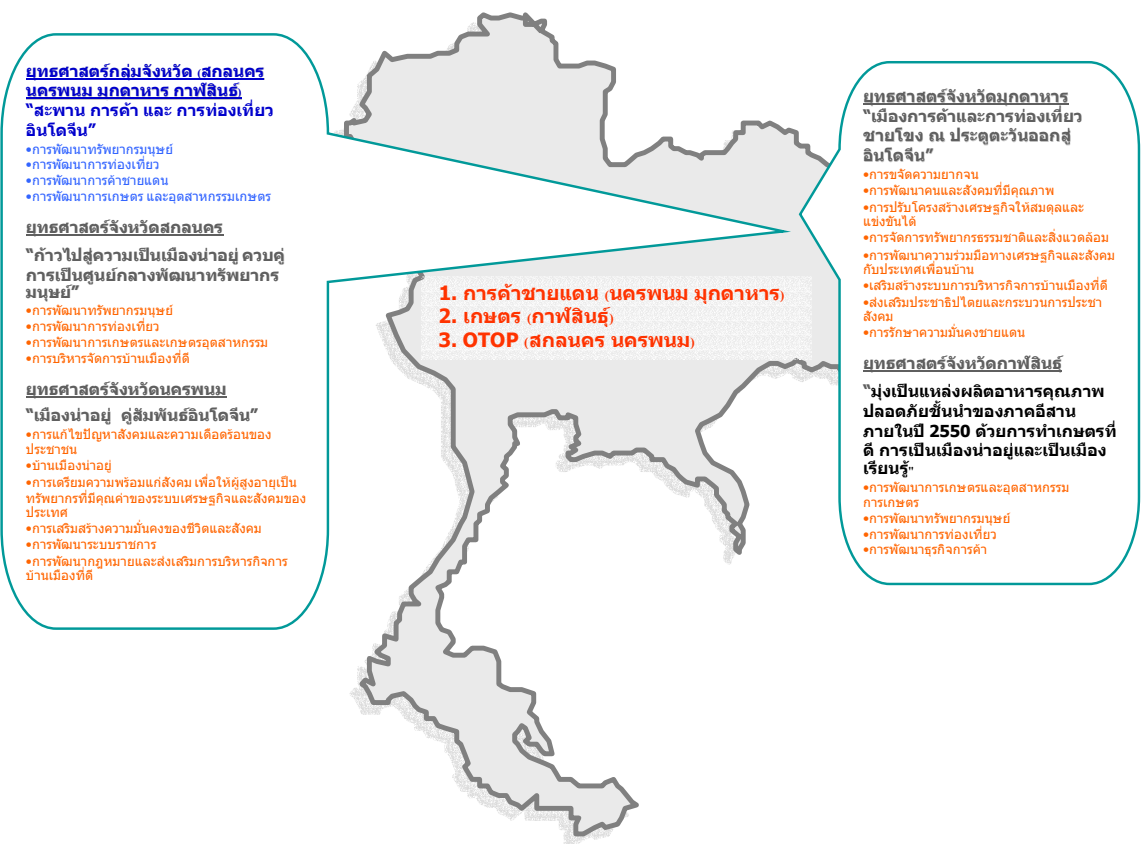 ยุทธศาสตร์กลุ่มจังหวัด (สกลนคร
นครพนม มุกดาหาร กาฬสินธุ์)
“สะพาน การค้า และ การท่องเที่ยว
อินโดจีน”
•การพัฒนาทรัพยากรมนุษย์
•การพัฒนาการท่องเที่ยว
•การพัฒนาการค้าชายแดน
•การพัฒนาการเกษตร และอุตสาหกรรมเกษตร
ยุทธศาสตร์จังหวัดสกลนคร
“ก้าวไปสู่ความเป็นเมืองน่าอยู่ ควบคู่
การเป็นศูนย์กลางพัฒนาทรัพยากร
มนุษย์”
•การพัฒนาทรัพยากรมนุษย์
•การพัฒนาการท่องเที่ยว
•การพัฒนาการเกษตรและเกษตรอุตสาหกรรม
•การบริหารจัดการบ้านเมืองที่ดี
ยุทธศาสตร์จังหวัดนครพนม
“เมืองน่าอยู่ คู่สัมพันธ์อินโดจีน”
•การแก้ไขปัญหาสังคมและความเดือดร้อนของ
ประชาชน
•บ้านเมืองน่าอยู่
•การเตรียมความพร้อมแก่สังคม เพื่อให้ผู้สูงอายุเป็น
ทรัพยากรที่มีคุณค่าของระบบเศรษฐกิจและสังคมของ
ประเทศ
•การเสริมสร้างความมั่นคงของชีวิตและสังคม
•การพัฒนาระบบราชการ
•การพัฒนากฎหมายและส่งเสริมการบริหารกิจการ
บ้านเมืองที่ดี
1. การค้าชายแดน (นครพนม มุกดาหาร)
2. เกษตร (กาฬสินธุ์)
3. OTOP (สกลนคร นครพนม)
ยุทธศาสตร์จังหวัดมุกดาหาร
“เมืองการค้าและการท่องเที่ยว
ชายโขง ณ ประตูตะวันออกสู่
อินโดจีน”
•การขจัดความยากจน
•การพัฒนาคนและสังคมที่มีคุณภาพ
•การปรับโครงสร้างเศรษฐกิจให้สมดุลและ
แข่งขันได้
•การจัดการทรัพยากรธรรมชาติและสิ่งแวดล้อม
•การพัฒนาความร่วมมือทางเศรษฐกิจและสังคม
กับประเทศเพื่อนบ้าน
•เสริมสร้างระบบการบริหารกิจการบ้านเมืองที่ดี
•ส่งเสริมประชาธิปไตยและกระบวนการประชา
สังคม
•การรักษาความมั่นคงชายแดน
ยุทธศาสตร์จังหวัดกาฬสินธุ์
“มุ่งเป็นแหล่งผลิตอาหารคุณภาพ
ปลอดภัยชั้นนำของภาคอีสาน
ภายในปี 2550 ด้วยการทำเกษตรที่
ดี การเป็นเมืองน่าอยู่และเป็นเมือง
เรียนรู้"
•การพัฒนาการเกษตรและอุตสาหกรรม
การเกษตร
•การพัฒนาทรัพยากรมนุษย์
•การพัฒนาการท่องเที่ยว
•การพัฒนาธุรกิจการค้า